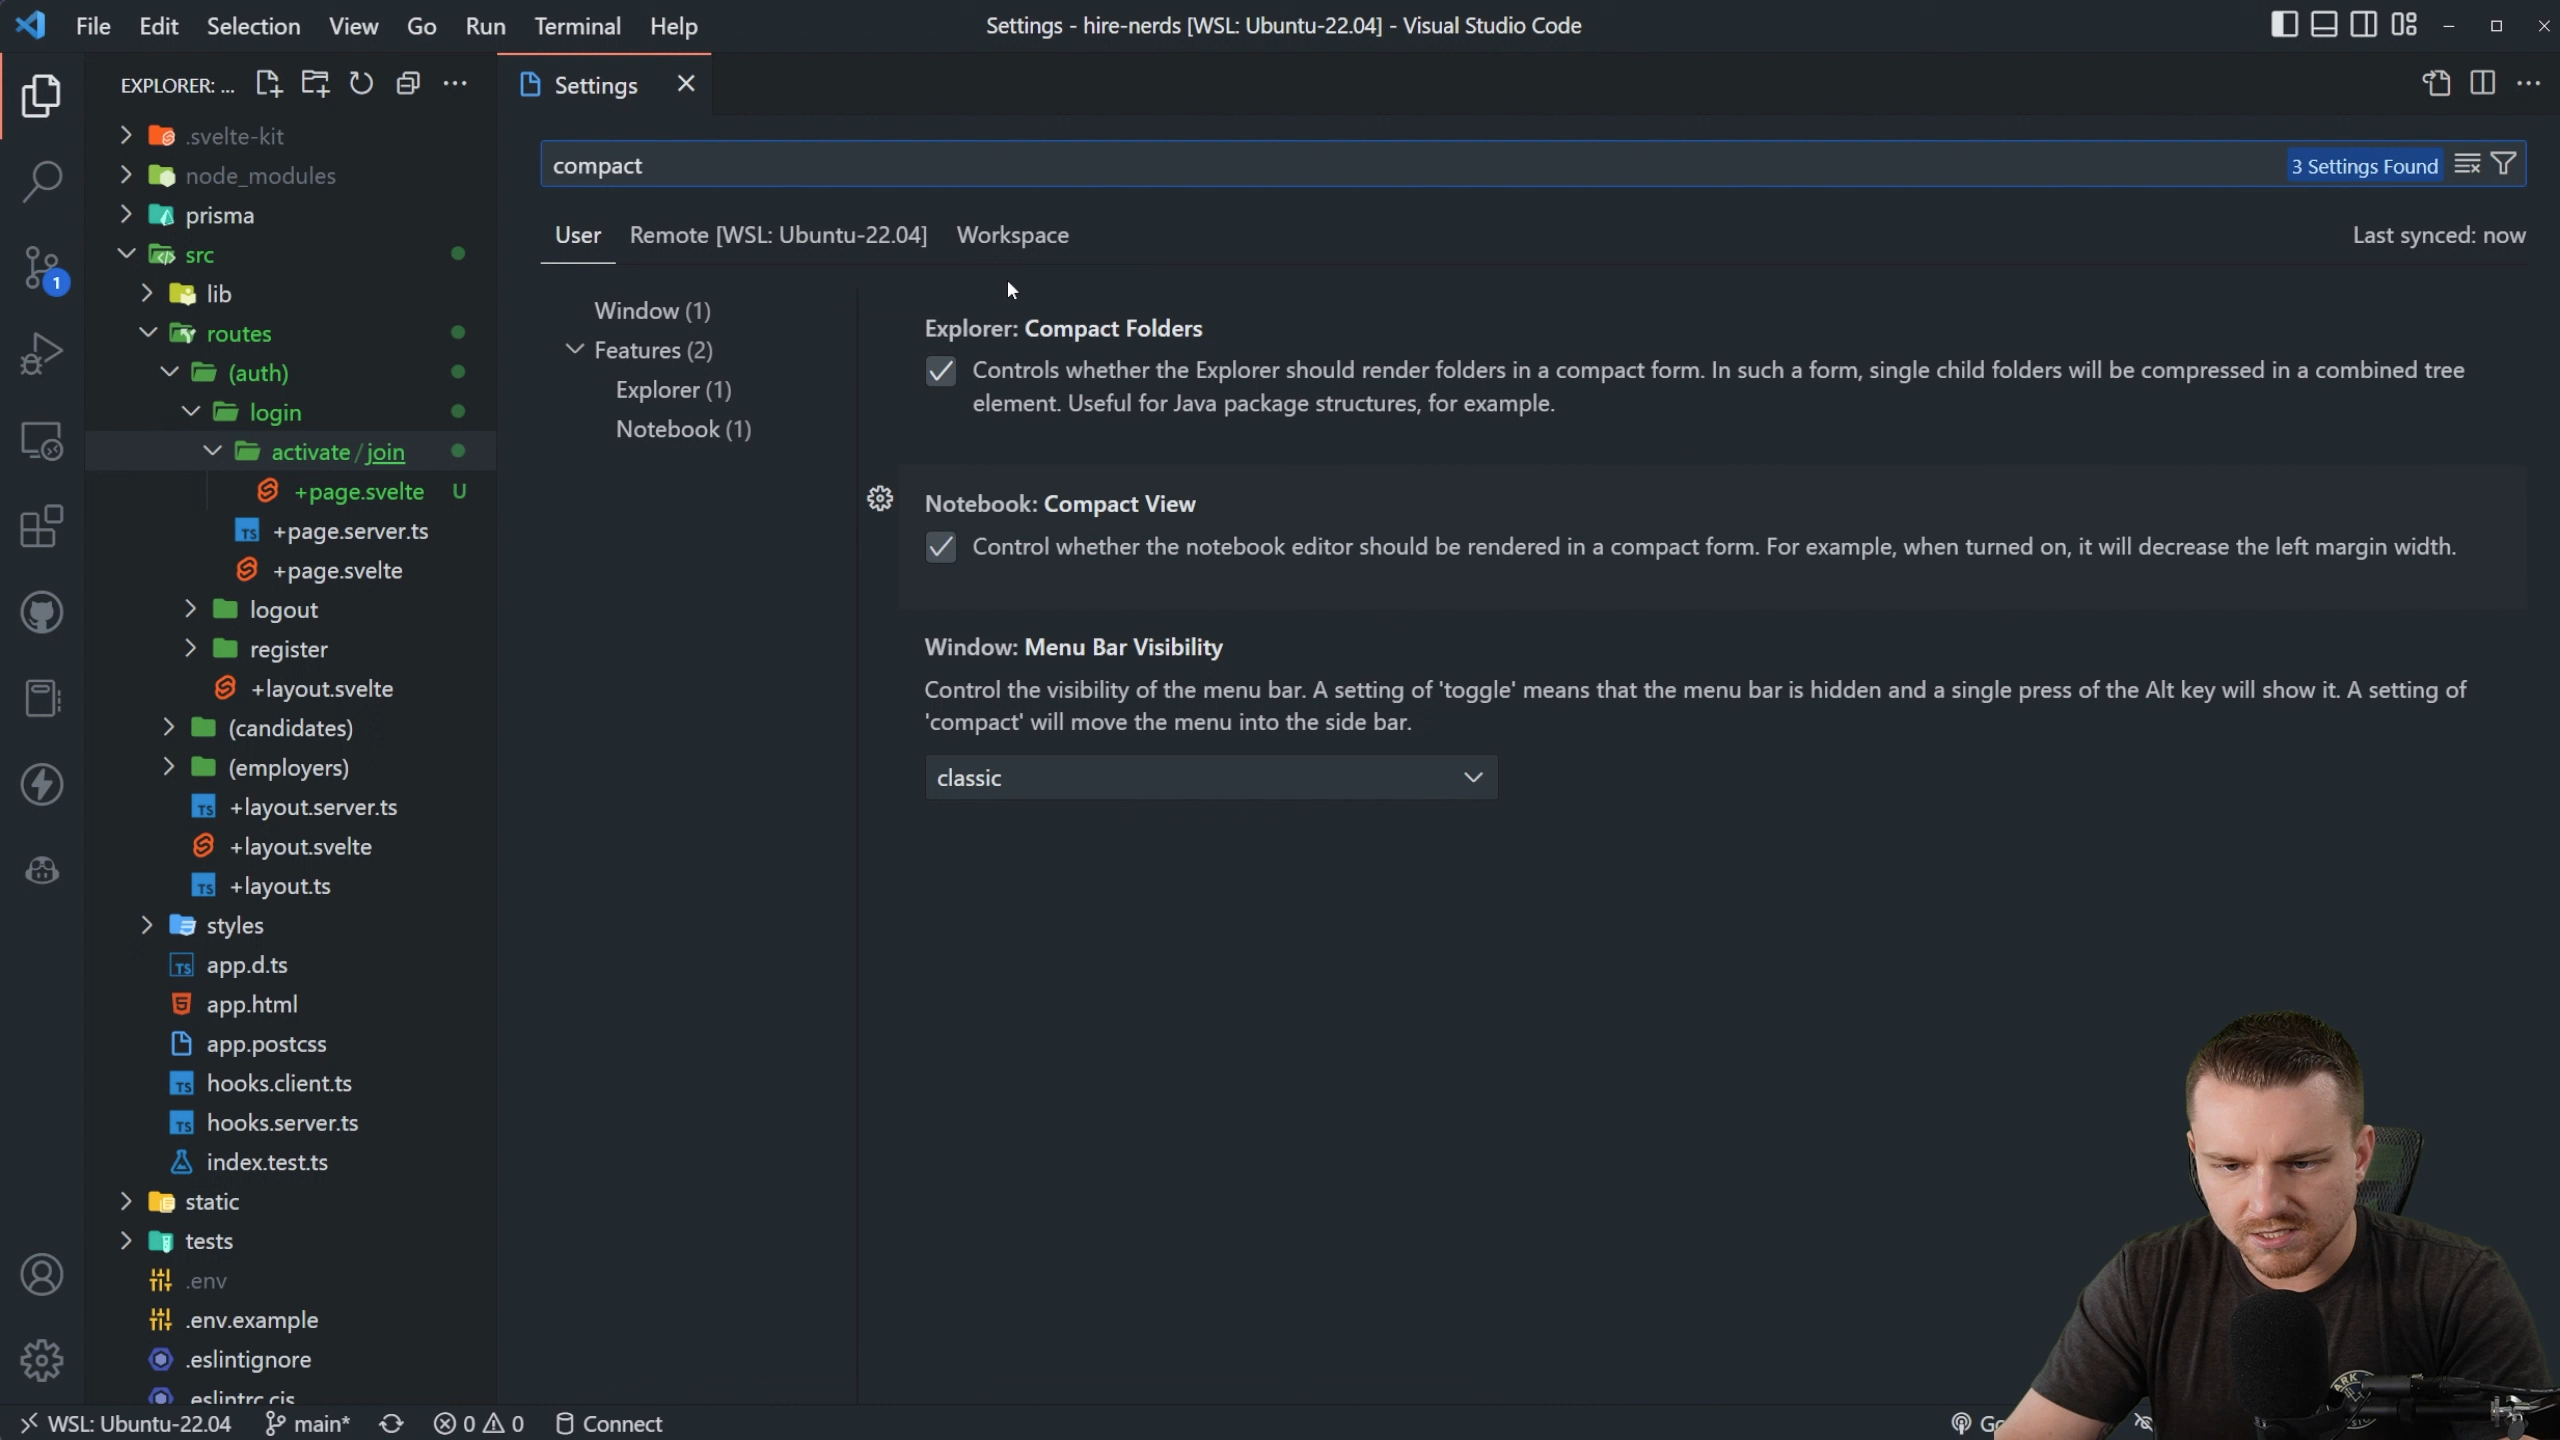 File Edit Selection View Go Run Terminal Help
Settings - hire-nerds [WSL: Ubuntu-22.04] - Visual Studio Code
EXPLORER: ...
.svelte-kit
node_modules
prisma
src
lib
routes
(auth)
login
activate/join
+page.svelte U
+page.server.ts
+page.svelte
logout
register
+layout.svelte
(candidates)
(employers)
+layout.server.ts
+layout.svelte
+layout.ts
styles
app.d.ts
app.html
app.postcss
hooks.client.ts
hooks.server.ts
index.test.ts
static
tests
.env
.env.example
.eslintignore
.eslintrc.cjs
1
Settings
compact
3 Settings Found
User Remote [WSL: Ubuntu-22.04] Workspace
Last synced: now
Window (1)
Features (2)
Explorer (1)
Notebook (1)
Explorer: Compact Folders
Controls whether the Explorer should render folders in a compact form. In such a form, single child folders will be compressed in a combined tree
element. Useful for Java package structures, for example.
Notebook: Compact View
Control whether the notebook editor should be rendered in a compact form. For example, when turned on, it will decrease the left margin width.
Window: Menu Bar Visibility
Control the visibility of the menu bar. A setting of 'toggle' means that the menu bar is hidden and a single press of the Alt key will show it. A setting of
'compact' will move the menu into the side bar.
classic
WSL: Ubuntu-22.04 main* 0 0 Connect